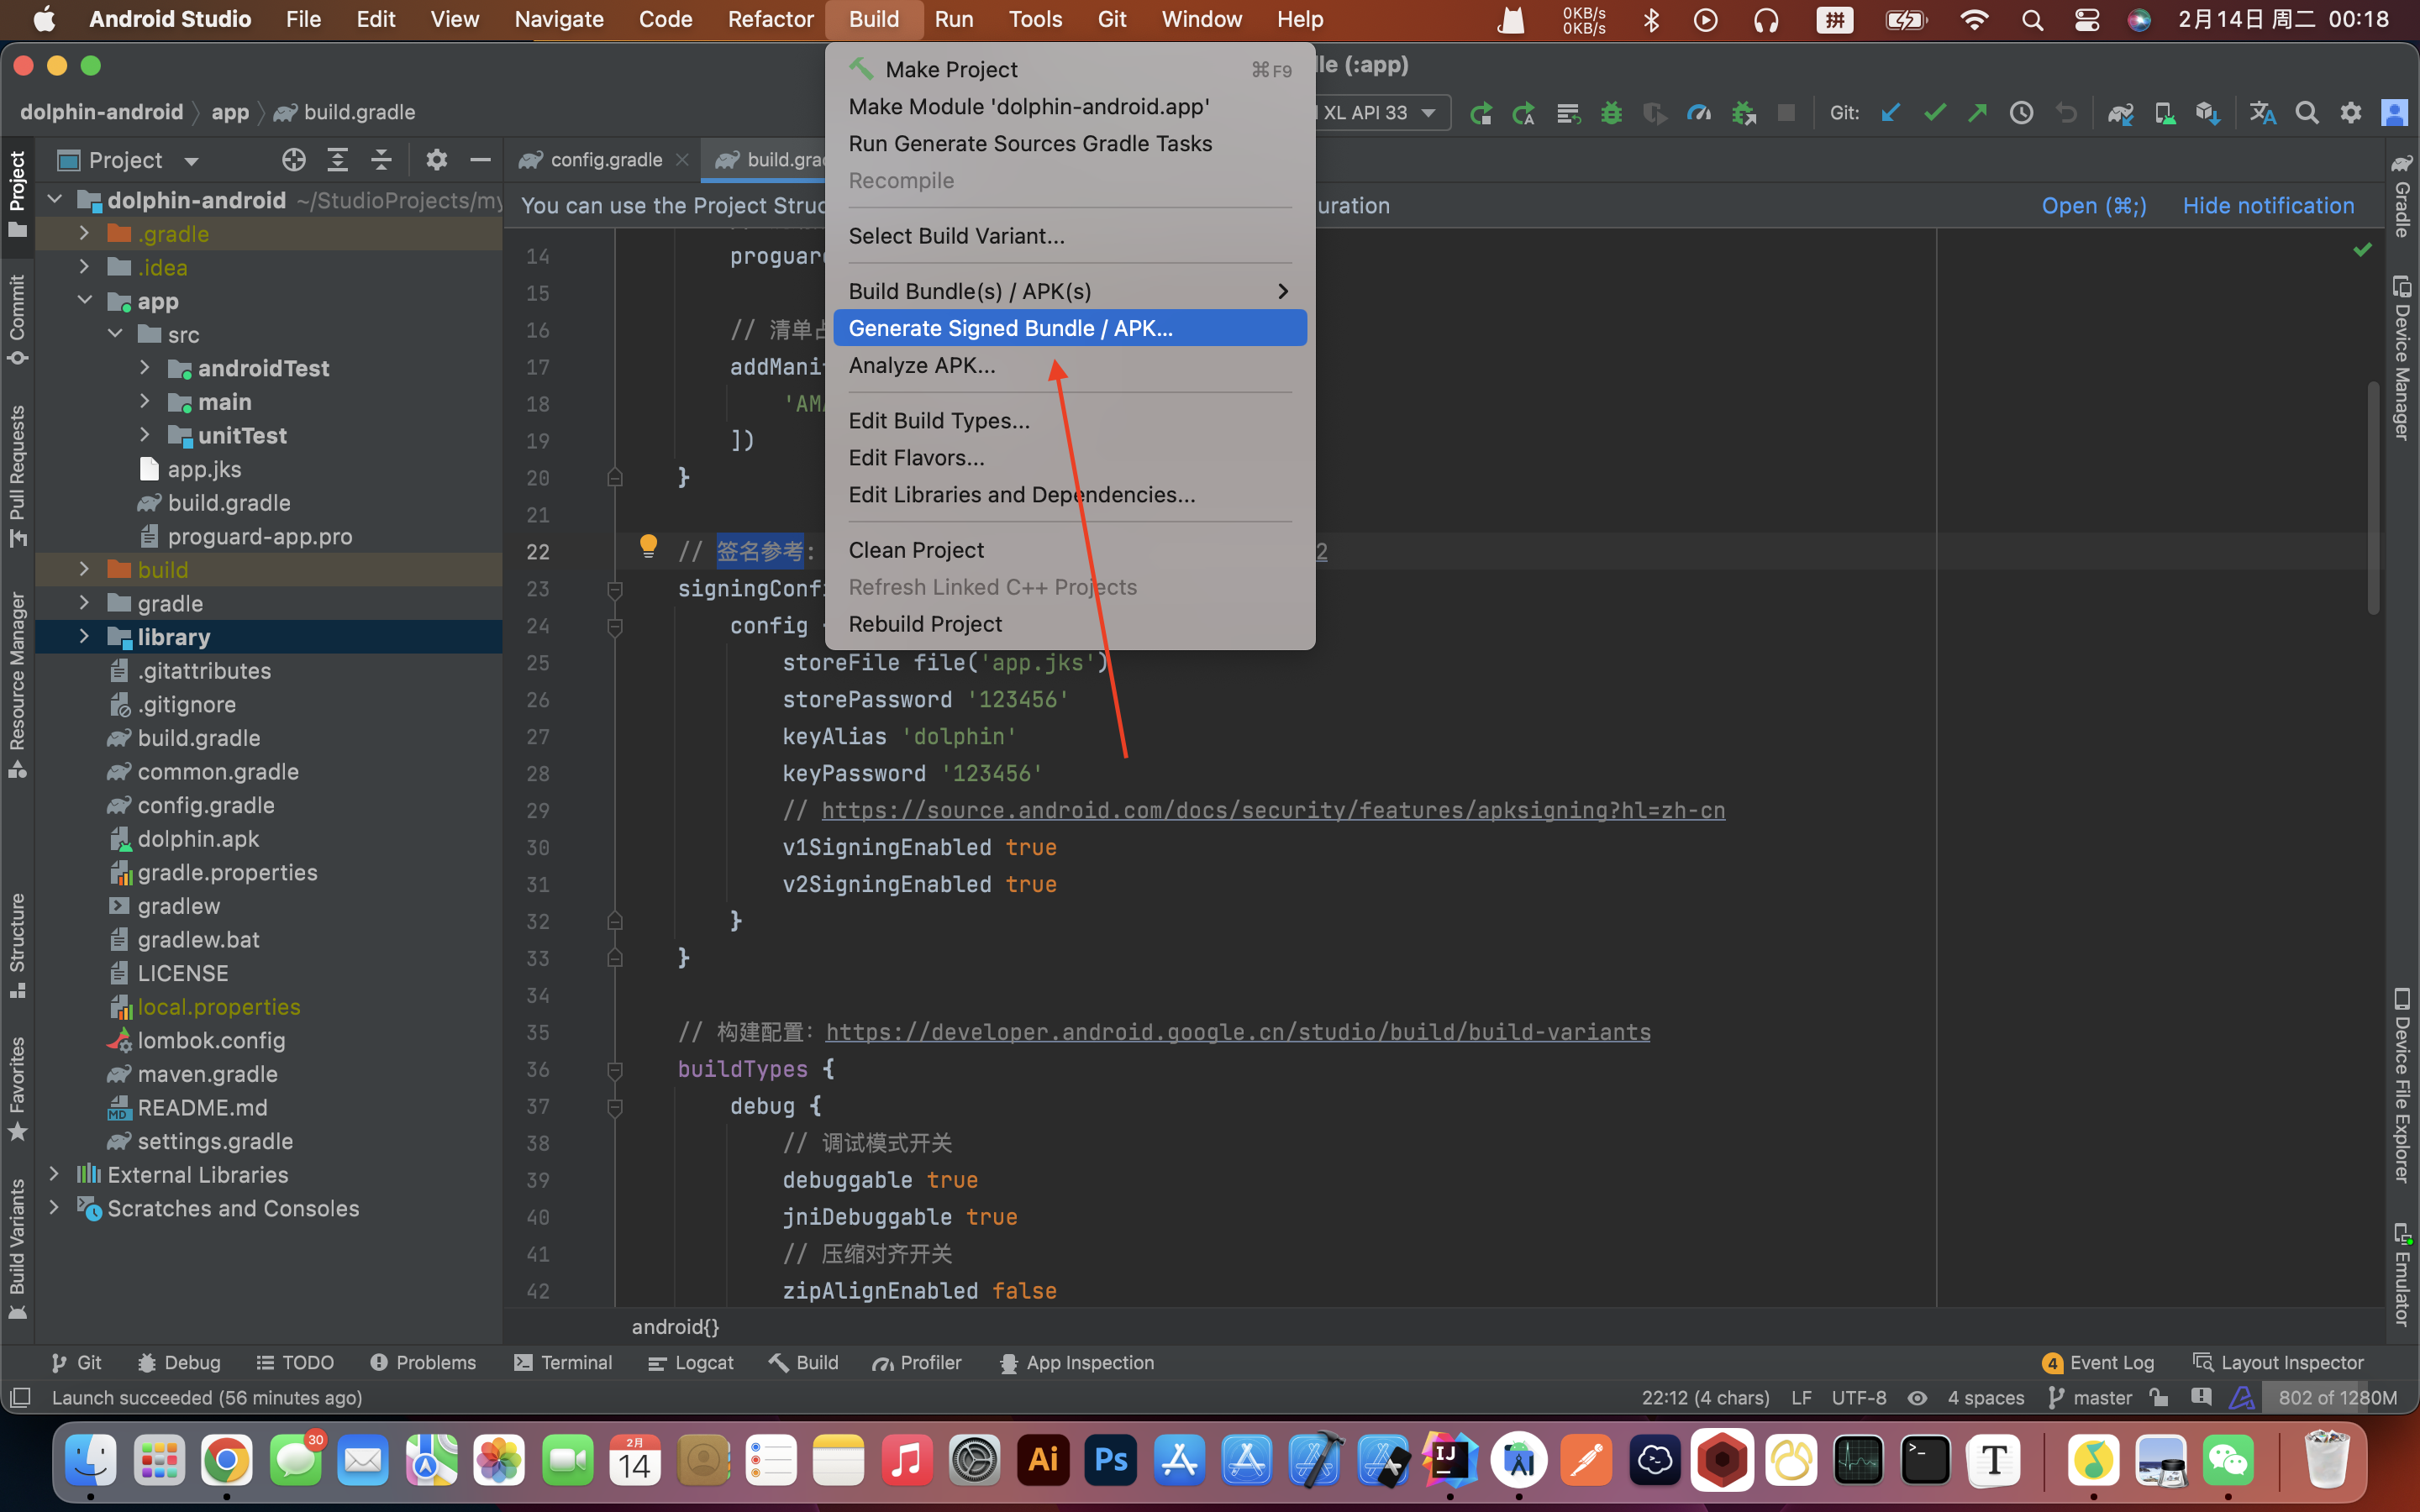 Android Studio File Edit View Navigate Code Refactor Build Run Tools Git Window Help 0KB/s 0KB/s 拼 2月14日 周二 00:18
le (:app)
dolphin-android app build.gradle
XL API 33 Git:
Project
config.gradle
build.gra
You can use the Project Struc
uration
Open (⌘;) Hide notification
Make Project ⌘F9
Make Module 'dolphin-android.app'
Run Generate Sources Gradle Tasks
Recompile
Select Build Variant...
Build Bundle(s) / APK(s)
Generate Signed Bundle / APK...
Analyze APK...
Edit Build Types...
Edit Flavors...
Edit Libraries and Dependencies...
Clean Project
Refresh Linked C++ Projects
Rebuild Project
dolphin-android ~/StudioProjects/my
.gradle
.idea
app
src
androidTest
main
unitTest
app.jks
build.gradle
proguard-app.pro
build
gradle
library
.gitattributes
.gitignore
build.gradle
common.gradle
config.gradle
dolphin.apk
gradle.properties
gradlew
gradlew.bat
LICENSE
local.properties
lombok.config
maven.gradle
README.md
settings.gradle
External Libraries
Scratches and Consoles
Project
Commit
Pull Requests
Resource Manager
Structure
Favorites
Build Variants
14 proguar
15
16 // 清单
17 addMani
18 'AM
19 ])
20 }
21
22 // 签名参考: 2
23 signingConf
24 config
25 storeFile file('app.jks')
26 storePassword '123456'
27 keyAlias 'dolphin'
28 keyPassword '123456'
29 // https://source.android.com/docs/security/features/apksigning?hl=zh-cn
30 v1SigningEnabled true
31 v2SigningEnabled true
32 }
33 }
34
35 // 构建配置: https://developer.android.google.cn/studio/build/build-variants
36 buildTypes {
37 debug {
38 // 调试模式开关
39 debuggable true
40 jniDebuggable true
41 // 压缩对齐开关
42 zipAlignEnabled false
android{}
Gradle
Device Manager
Device File Explorer
Emulator
Git Debug TODO Problems Terminal Logcat Build Profiler App Inspection 4 Event Log Layout Inspector
Launch succeeded (56 minutes ago) 22:12 (4 chars) LF UTF-8 4 spaces master 802 of 1280M
30
2月
14
Ai
Ps
IJ
T